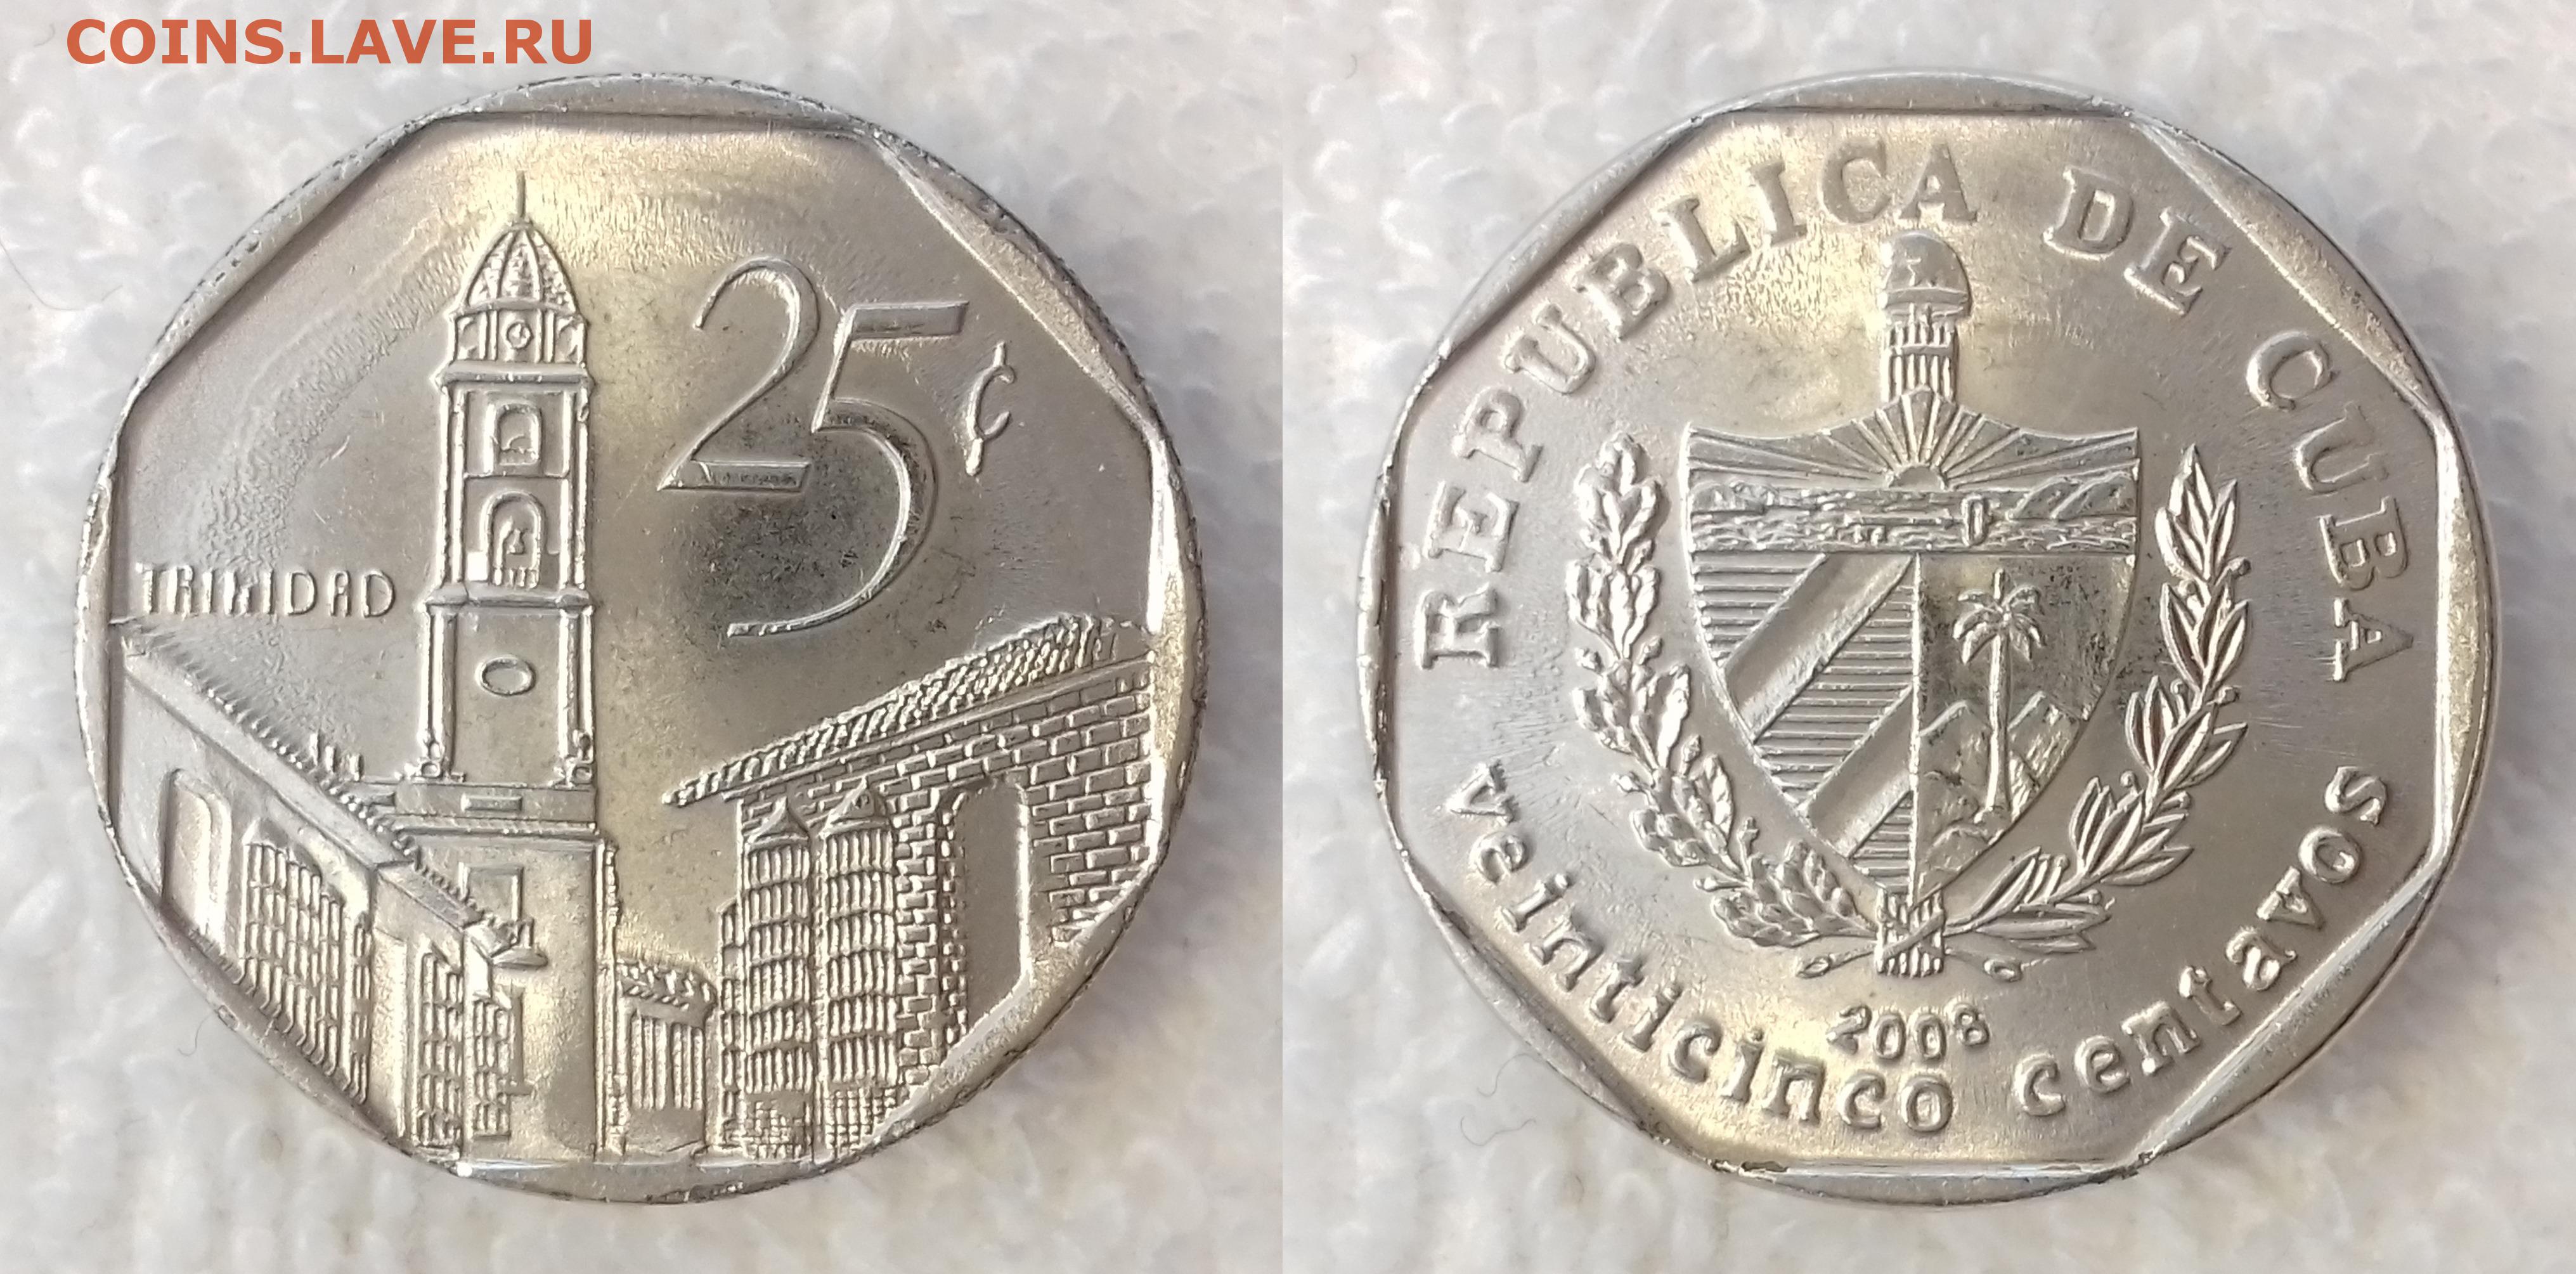 COINS.LAVE.RU
25¢
TRINIDAD
REPUBLICA DE CUBA
2008
veinticinco centavos